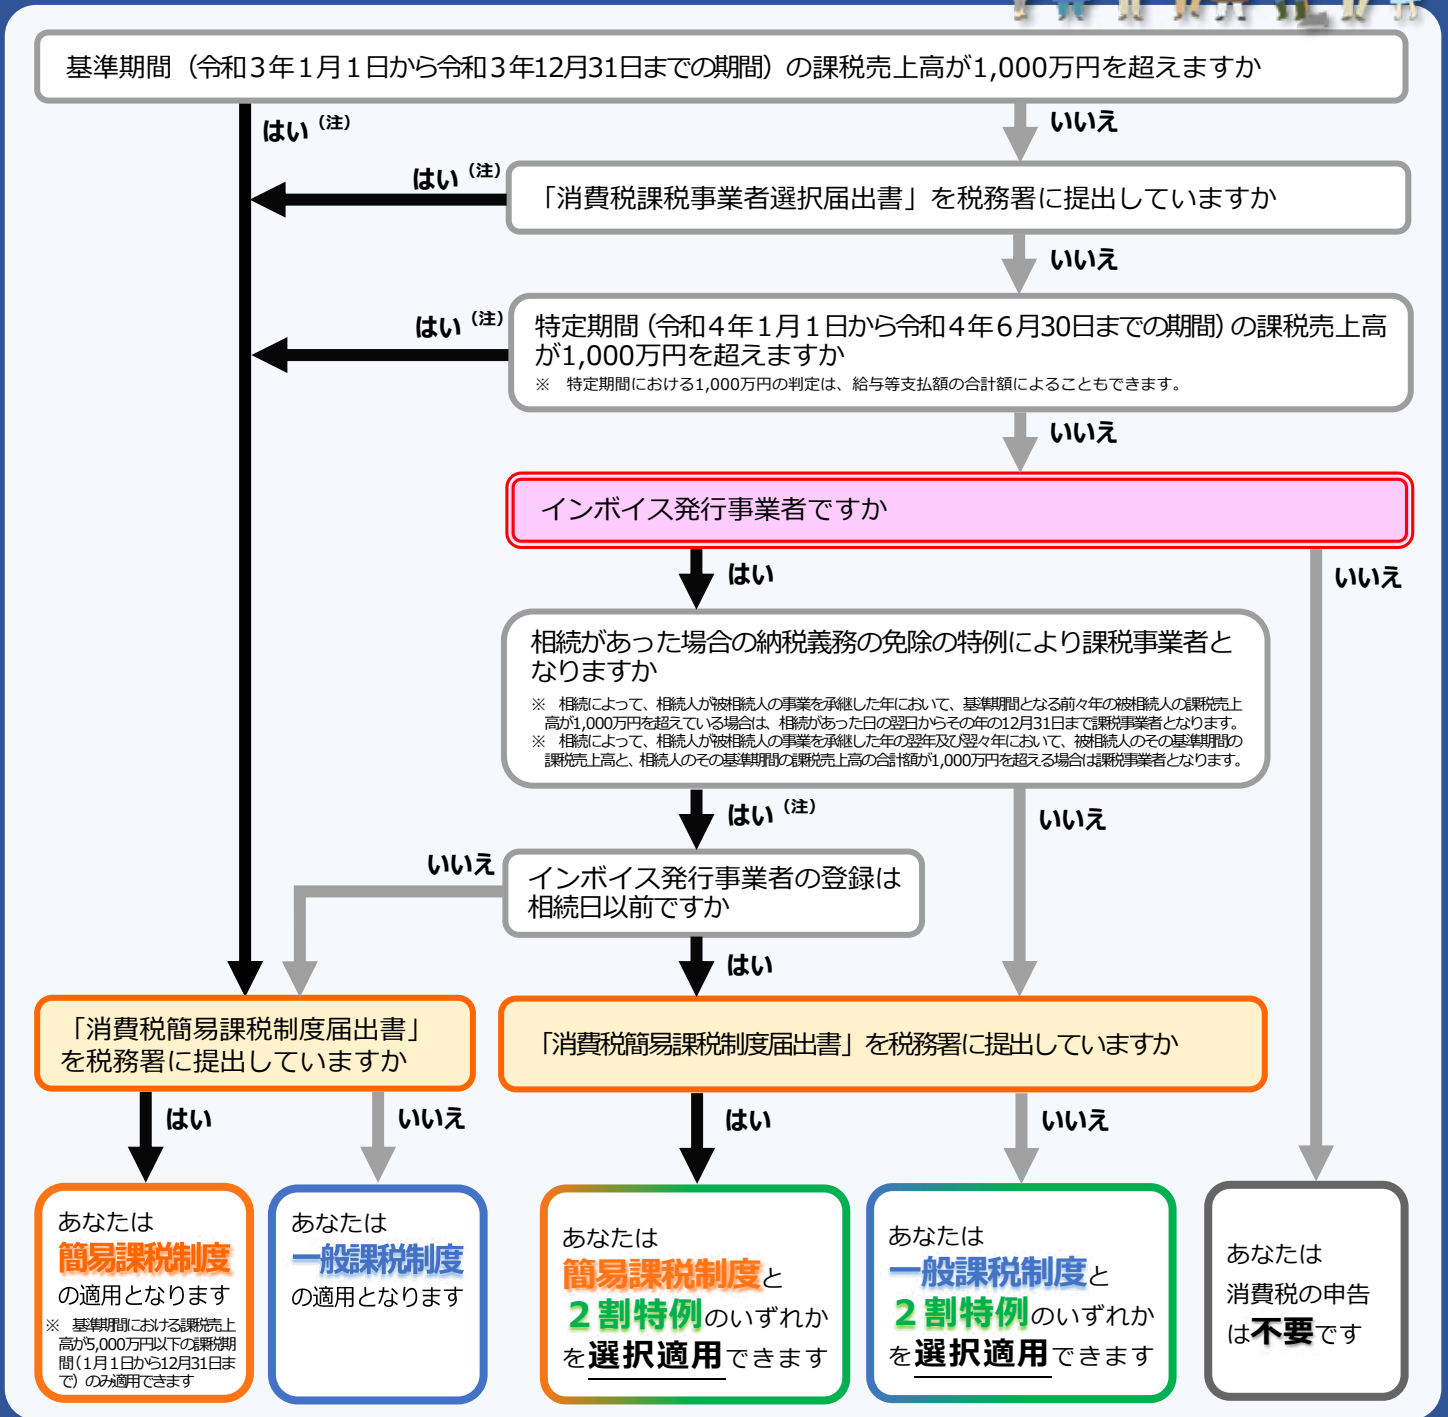 基準期間（令和３年１月１日から令和３年12月31日までの期間）の課税売上高が1,000万円を超えますか
はい（注）
いいえ
はい（注）
「消費税課税事業者選択届出書」を税務署に提出していますか
いいえ
はい（注）
特定期間（令和４年１月１日から令和４年６月30日までの期間）の課税売上高
が1,000万円を超えますか
※　特定期間における1,000万円の判定は、給与等支払額の合計額によることもできます。
いいえ
インボイス発行事業者ですか
はい
いいえ
相続があった場合の納税義務の免除の特例により課税事業者と
なりますか
※　相続によって、相続人が被相続人の事業を承継した年において、基準期間となる前々年の被相続人の課税売上
高が1,000万円を超えている場合は、相続があった日の翌日からその年の12月31日まで課税事業者となります。
※　相続によって、相続人が被相続人の事業を承継した年の翌年及び翌々年において、被相続人のその基準期間の
課税売上高と、相続人のその基準期間の課税売上高の合計額が1,000万円を超える場合は課税事業者となります。
はい（注）
いいえ
いいえ
インボイス発行事業者の登録は
相続日以前ですか
はい
「消費税簡易課税制度届出書」
を税務署に提出していますか
「消費税簡易課税制度届出書」を税務署に提出していますか
はい
いいえ
はい
いいえ
あなたは
簡易課税制度
の適用となります
※　基準期間における課税売上
高が5,000万円以下の課税期
間（１月１日から12月31日ま
で）のみ適用できます
あなたは
一般課税制度
の適用となります
あなたは
簡易課税制度と
２割特例のいずれか
を選択適用できます
あなたは
一般課税制度と
２割特例のいずれか
を選択適用できます
あなたは
消費税の申告
は不要です